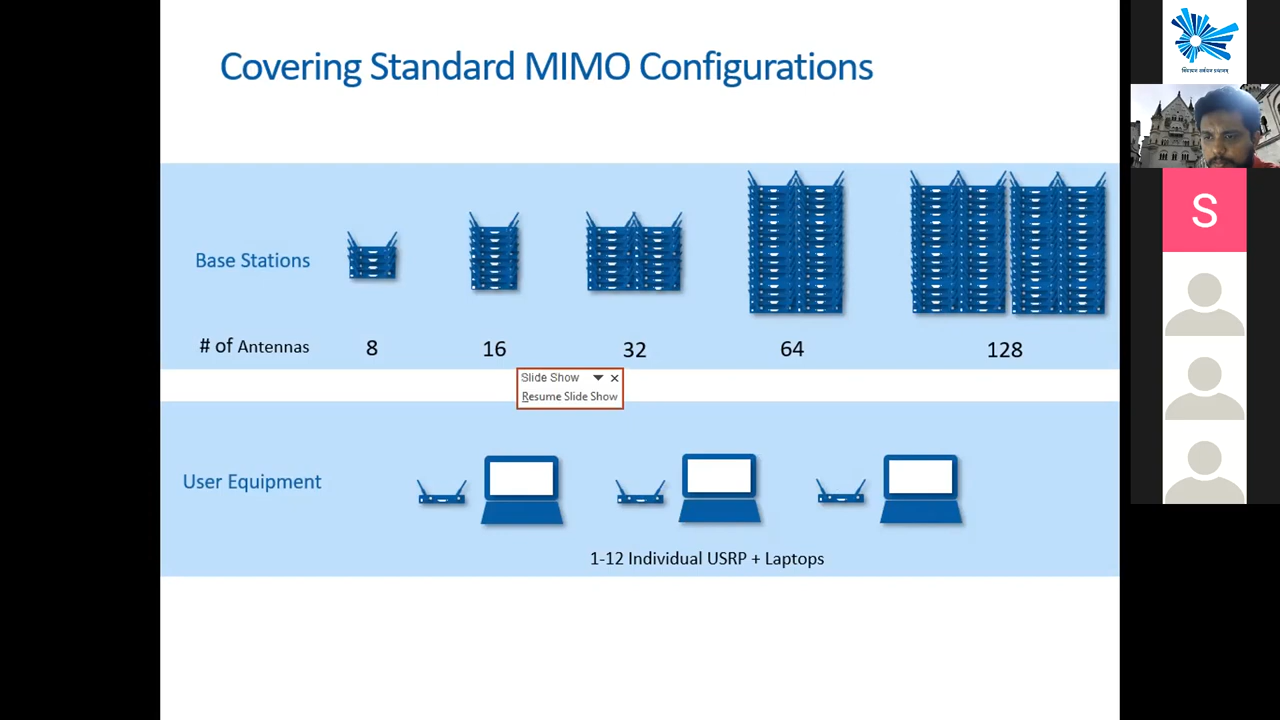 Covering Standard MIMO Configurations
Base Stations
# of Antennas 8 16 32 64 128
Slide Show
Resume Slide Show
User Equipment
1-12 Individual USRP + Laptops
S